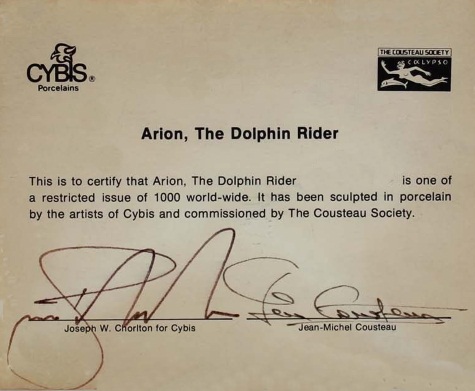 CYBIS®
Porcelains
THE COUSTEAU SOCIETY
CALYPSO
Arion, The Dolphin Rider
This is to certify that Arion, The Dolphin Rider is one of
a restricted issue of 1000 world-wide. It has been sculpted in porcelain
by the artists of Cybis and commissioned by The Cousteau Society.
Joseph W. Chorlton for Cybis
Jean-Michel Cousteau